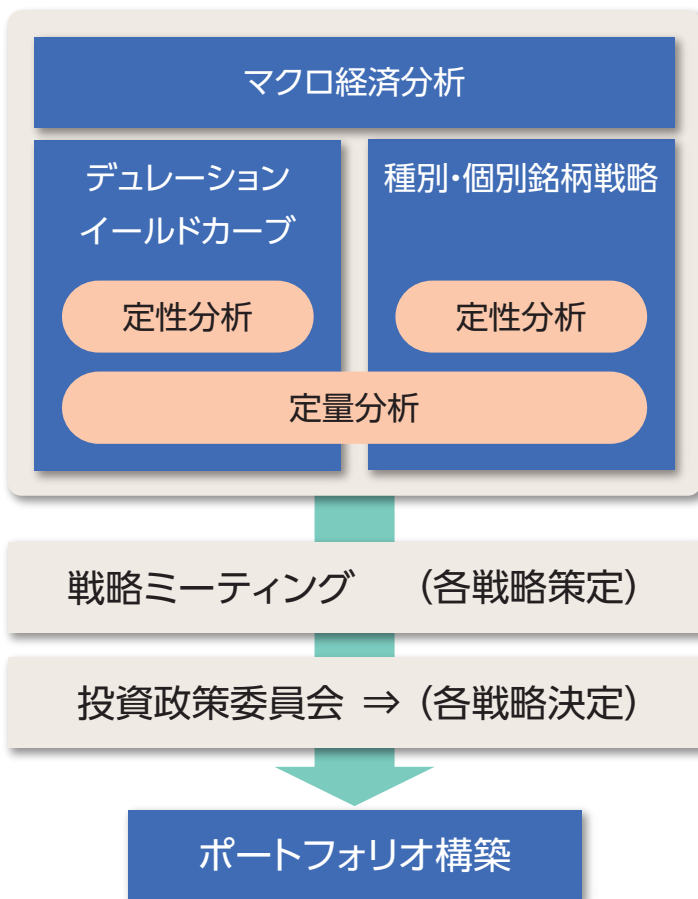 マクロ経済分析
デュレーション
イールドカーブ
種別・個別銘柄戦略
定性分析
定性分析
定量分析
戦略ミーティング (各戦略策定)
投資政策委員会 ⇒ (各戦略決定)
ポートフォリオ構築